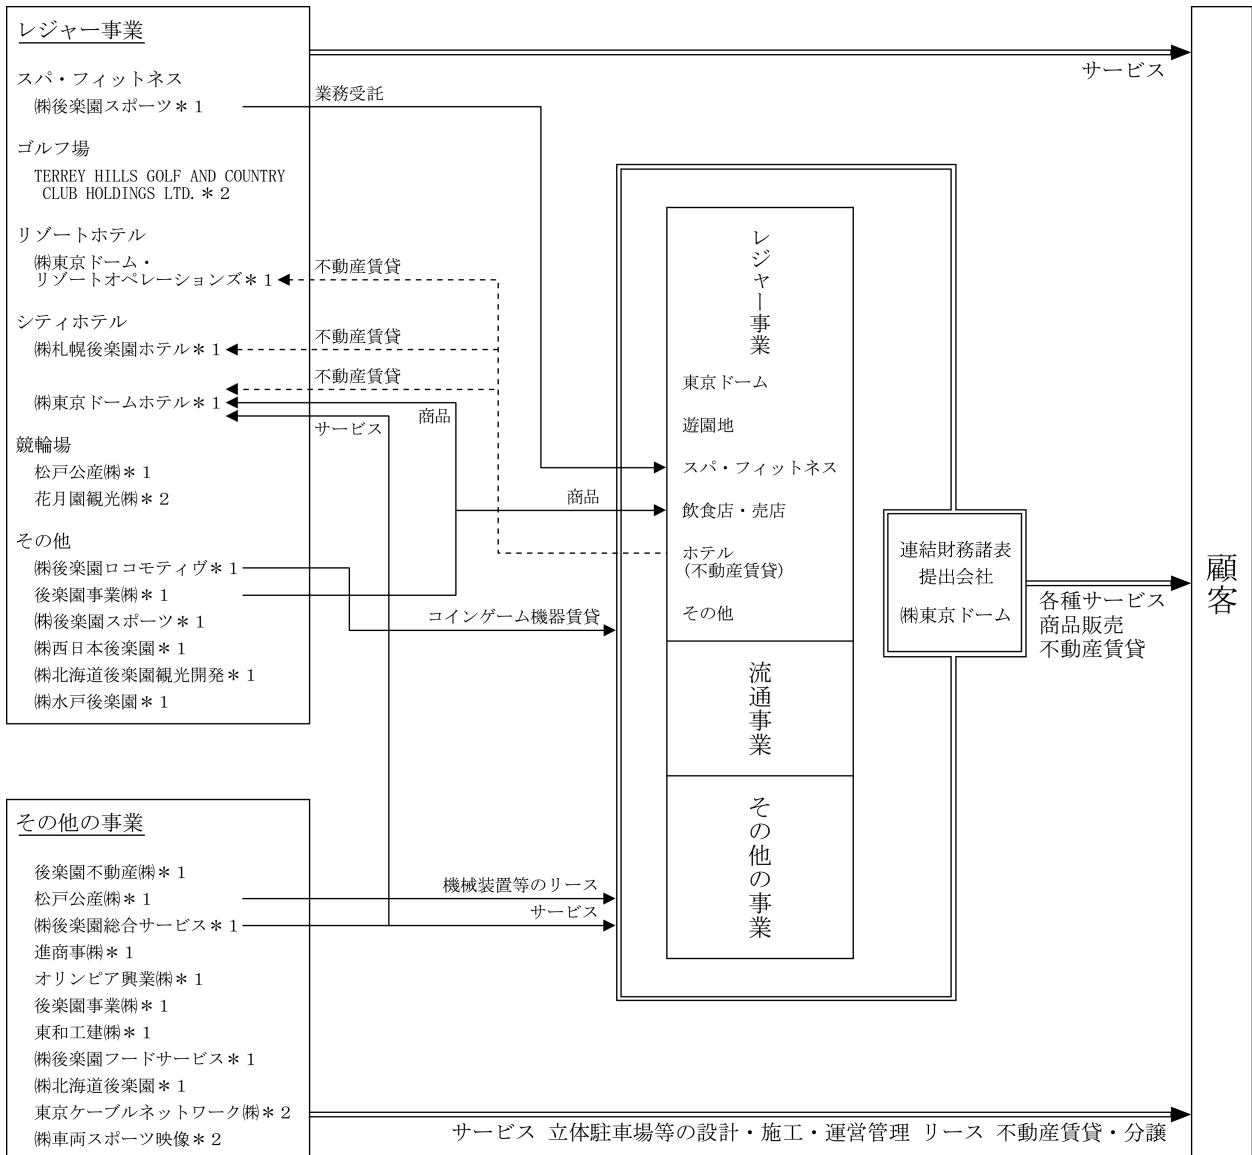 レジャー事業
スパ・フィットネス
㈱後楽園スポーツ＊1
ゴルフ場
TERREY HILLS GOLF AND COUNTRY
CLUB HOLDINGS LTD.＊2
リゾートホテル
㈱東京ドーム・
リゾートオペレーションズ＊1
シティホテル
㈱札幌後楽園ホテル＊1
㈱東京ドームホテル＊1
競輪場
松戸公産㈱＊1
花月園観光㈱＊2
その他
㈱後楽園ロコモティヴ＊1
後楽園事業㈱＊1
㈱後楽園スポーツ＊1
㈱西日本後楽園＊1
㈱北海道後楽園観光開発＊1
㈱水戸後楽園＊1
その他の事業
後楽園不動産㈱＊1
松戸公産㈱＊1
㈱後楽園総合サービス＊1
進商事㈱＊1
オリンピア興業㈱＊1
後楽園事業㈱＊1
東和工建㈱＊1
㈱後楽園フードサービス＊1
㈱北海道後楽園＊1
東京ケーブルネットワーク㈱＊2
㈱車両スポーツ映像＊2
業務受託
不動産賃貸
不動産賃貸
不動産賃貸
商品
サービス
商品
コインゲーム機器賃貸
機械装置等のリース
サービス
レジャー事業
東京ドーム
遊園地
スパ・フィットネス
飲食店・売店
ホテル
(不動産賃貸)
その他
流通事業
その他の事業
連結財務諸表
提出会社
㈱東京ドーム
サービス
各種サービス
商品販売
不動産賃貸
サービス 立体駐車場等の設計・施工・運営管理 リース 不動産賃貸・分譲
顧客